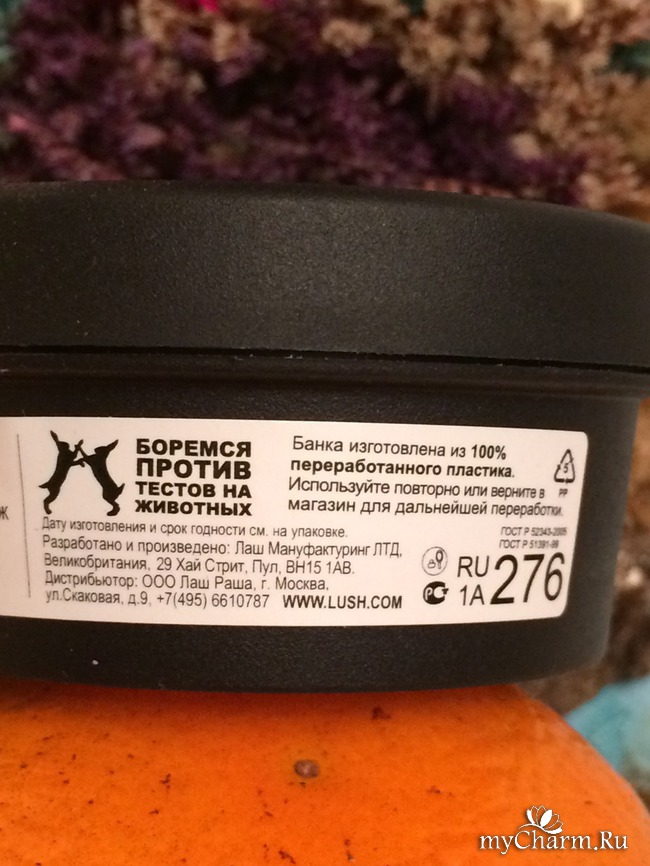 БОРЕМСЯ
ПРОТИВ
ТЕСТОВ НА
ЖИВОТНЫХ
Банка изготовлена из 100%
переработанного пластика.
Используйте повторно или верните в
магазин для дальнейшей переработки.
5
PP
Ж
Дату изготовления и срок годности см. на упаковке.
Разработано и произведено: Лаш Мануфактуринг ЛТД,
Великобритания, 29 Хай Стрит, Пул, BH15 1AB.
Дистрибьютор: ООО Лаш Раша, г. Москва,
ул.Скаковая, д.9, +7(495) 6610787 WWW.LUSH.COM
ГОСТ Р 52343-2005
ГОСТ Р 51391-99
RU
1A
276
myCharm.Ru